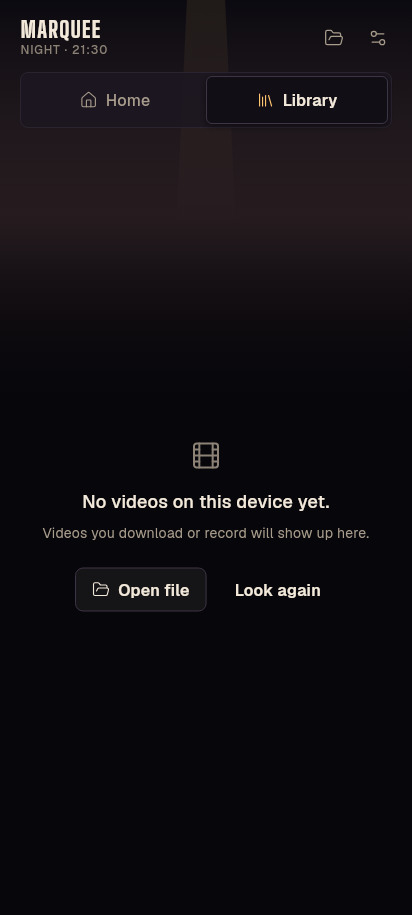 MARQUEE
NIGHT · 21:30
Home
Library
No videos on this device yet.
Videos you download or record will show up here.
Open file
Look again